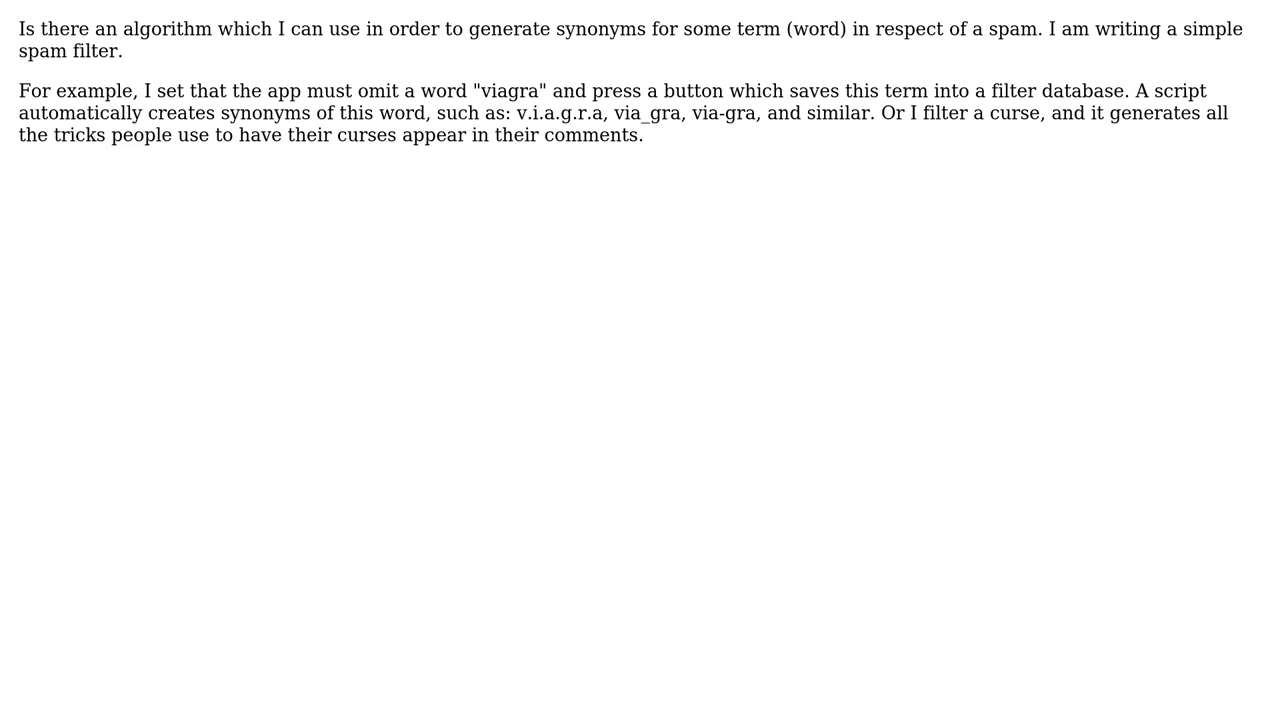 Is there an algorithm which I can use in order to generate synonyms for some term (word) in respect of a spam. I am writing a simple
spam filter.
For example, I set that the app must omit a word "viagra" and press a button which saves this term into a filter database. A script
automatically creates synonyms of this word, such as: v.i.a.g.r.a, via_gra, via-gra, and similar. Or I filter a curse, and it generates all
the tricks people use to have their curses appear in their comments.